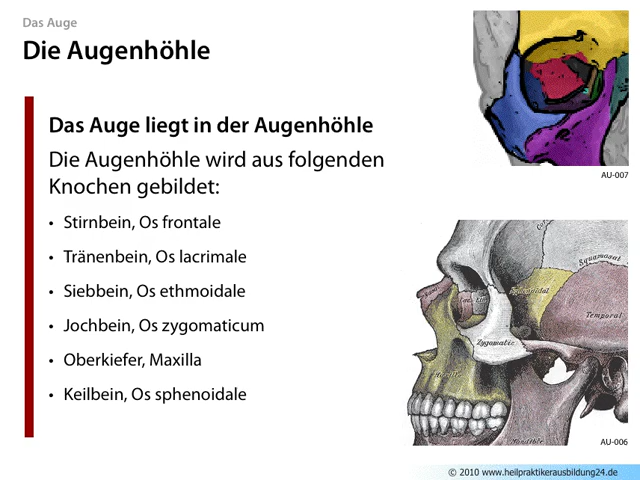 Das Auge
Die Augenhöhle
Das Auge liegt in der Augenhöhle
Die Augenhöhle wird aus folgenden
Knochen gebildet:
• Stirnbein, Os frontale
• Tränenbein, Os lacrimale
• Siebbein, Os ethmoidale
• Jochbein, Os zygomaticum
• Oberkiefer, Maxilla
• Keilbein, Os sphenoidale
AU-007
Squamosal
Temporal
Zygomatic
Mandible
AU-006
© 2010 www.heilpraktikerausbildung24.de